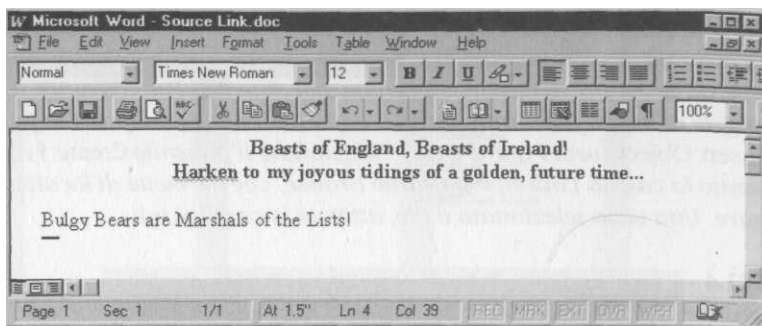 Microsoft Word - Source Link.doc
File Edit View Insert Format Tools Table Window Help
Normal Times New Roman 12 B I U
ABC ¶ 100%
Beasts of England, Beasts of Ireland!
Harken to my joyous tidings of a golden, future time...
Bulgy Bears are Marshals of the Lists!
Page 1 Sec 1 1/1 At 1.5" Ln 4 Col 39 REC MRK EXT OVR WPH